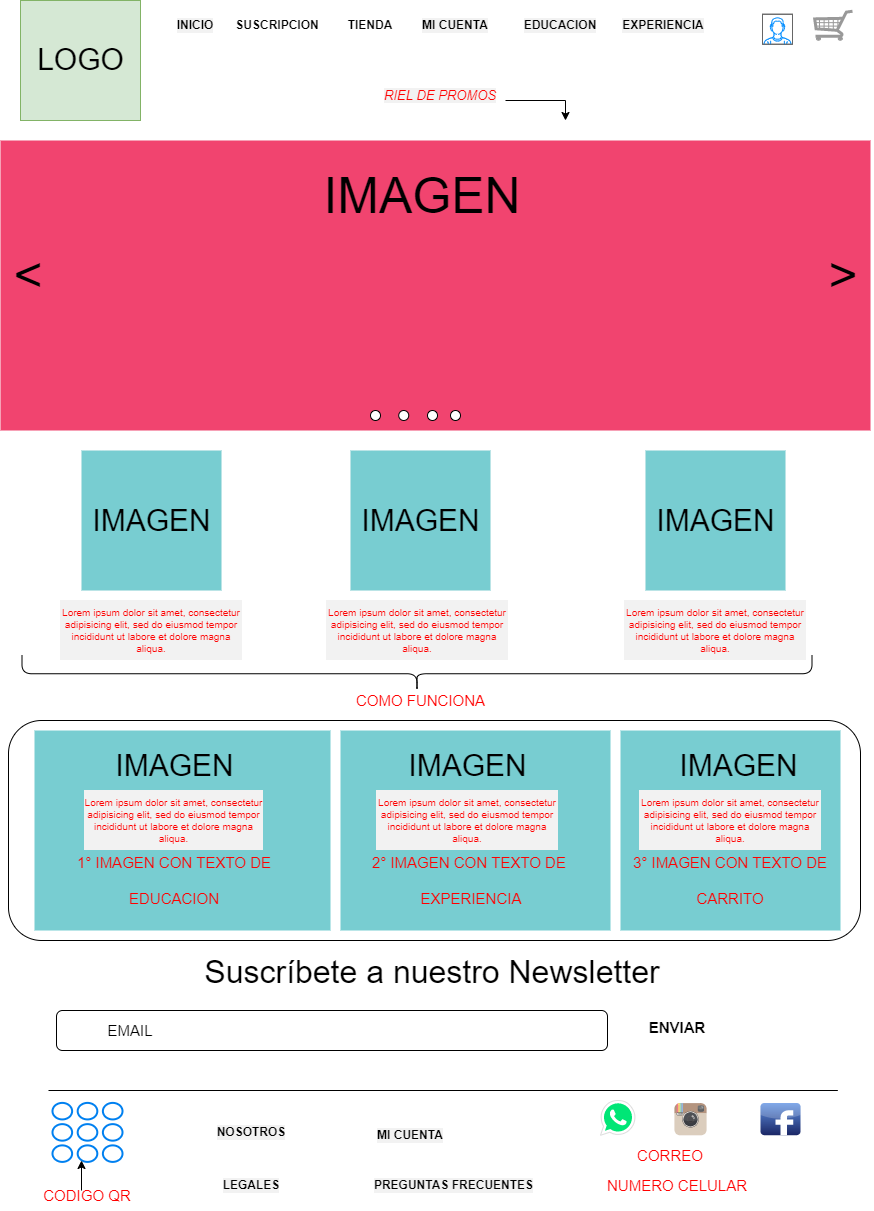 LOGO
INICIO SUSCRIPCION TIENDA MI CUENTA EDUCACION EXPERIENCIA
RIEL DE PROMOS
IMAGEN
< >
IMAGEN IMAGEN IMAGEN
Lorem ipsum dolor sit amet, consectetur
adipisicing elit, sed do eiusmod tempor
incididunt ut labore et dolore magna
aliqua.
Lorem ipsum dolor sit amet, consectetur
adipisicing elit, sed do eiusmod tempor
incididunt ut labore et dolore magna
aliqua.
Lorem ipsum dolor sit amet, consectetur
adipisicing elit, sed do eiusmod tempor
incididunt ut labore et dolore magna
aliqua.
COMO FUNCIONA
IMAGEN
Lorem ipsum dolor sit amet, consectetur
adipisicing elit, sed do eiusmod tempor
incididunt ut labore et dolore magna
aliqua.
1° IMAGEN CON TEXTO DE
EDUCACION
IMAGEN
Lorem ipsum dolor sit amet, consectetur
adipisicing elit, sed do eiusmod tempor
incididunt ut labore et dolore magna
aliqua.
2° IMAGEN CON TEXTO DE
EXPERIENCIA
IMAGEN
Lorem ipsum dolor sit amet, consectetur
adipisicing elit, sed do eiusmod tempor
incididunt ut labore et dolore magna
aliqua.
3° IMAGEN CON TEXTO DE
CARRITO
Suscríbete a nuestro Newsletter
EMAIL ENVIAR
NOSOTROS MI CUENTA
CORREO
CODIGO QR LEGALES PREGUNTAS FRECUENTES NUMERO CELULAR